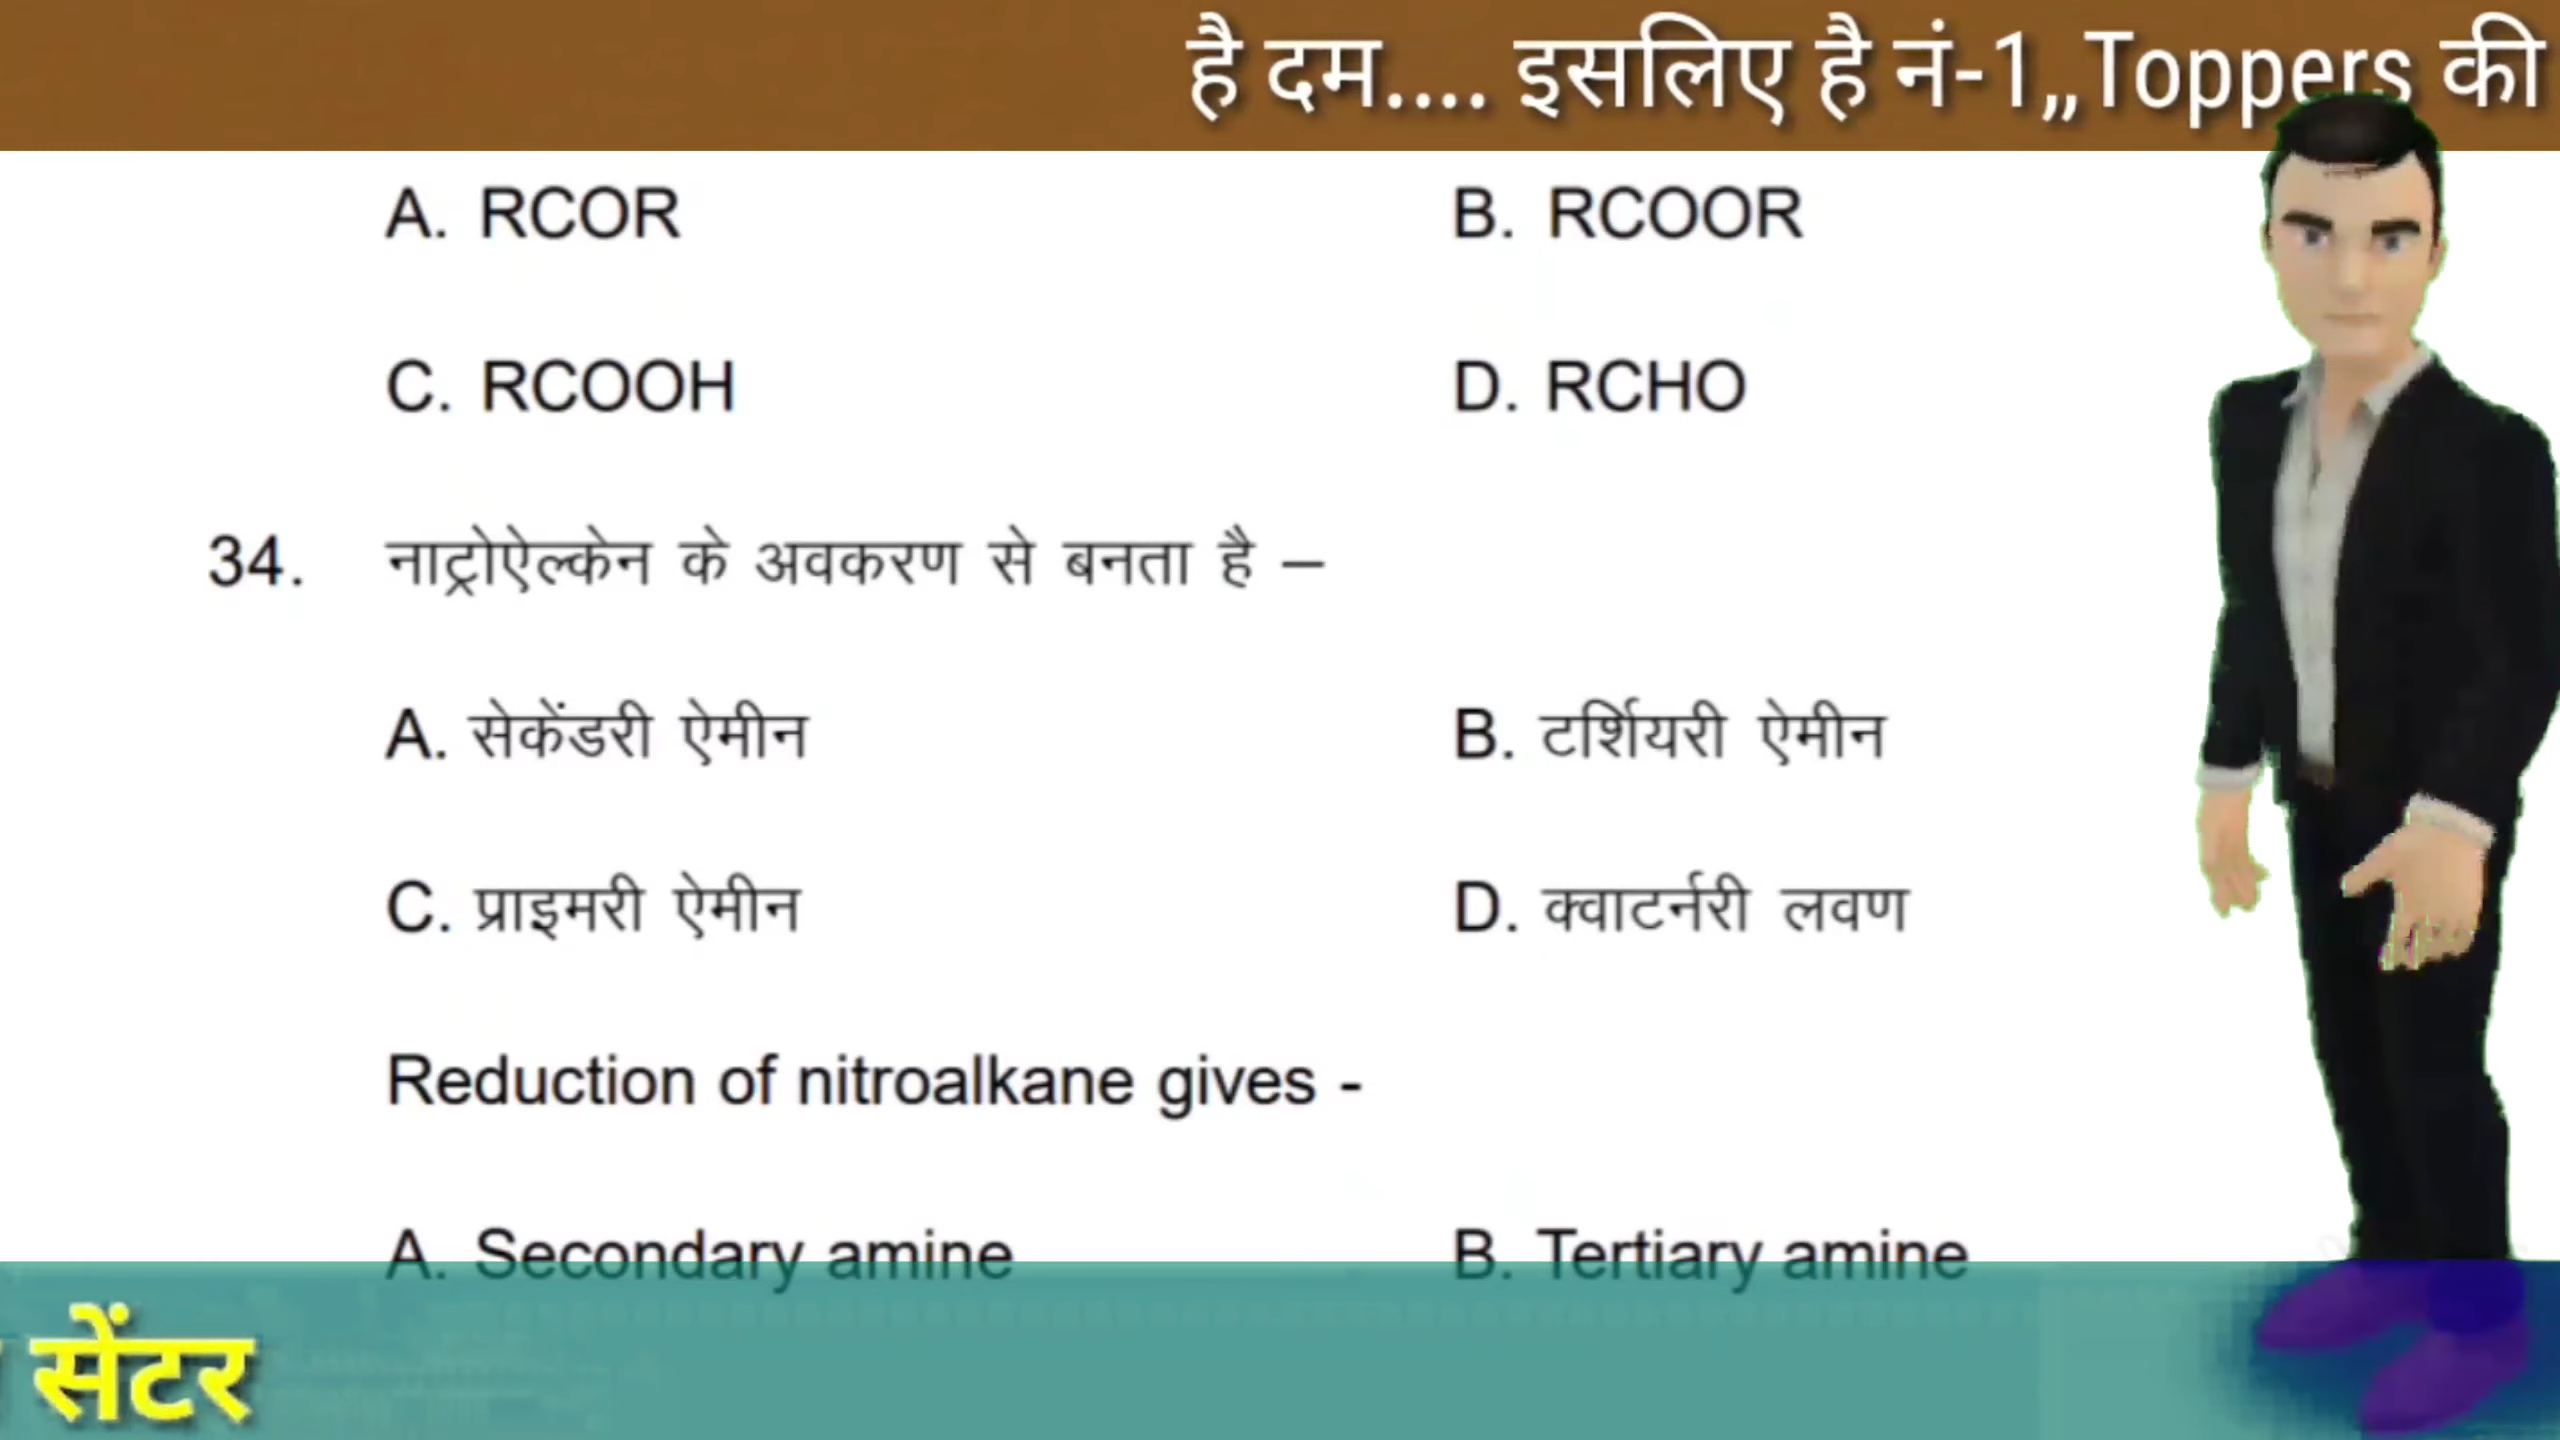 है दम.... इसलिए है नं-1,,Toppers की
A. RCOR B. RCOOR
C. RCOOH D. RCHO
34. नाट्रोऐल्केन के अवकरण से बनता है –
A. सेकेंडरी ऐमीन B. टर्शियरी ऐमीन
C. प्राइमरी ऐमीन D. क्वाटर्नरी लवण
Reduction of nitroalkane gives -
A. Secondary amine B. Tertiary amine
सेंटर